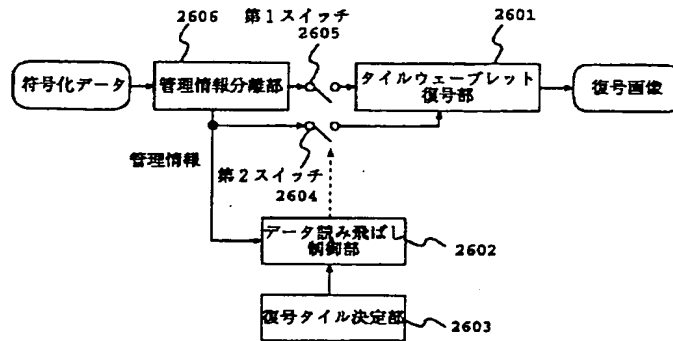 2606
第1スイッチ
2605
2601
符号化データ
管理情報分離部
タイルウェーブレット
復号部
復号画像
管理情報
第2スイッチ
2604
データ読み飛ばし
制御部
2602
復号タイル決定部
2603